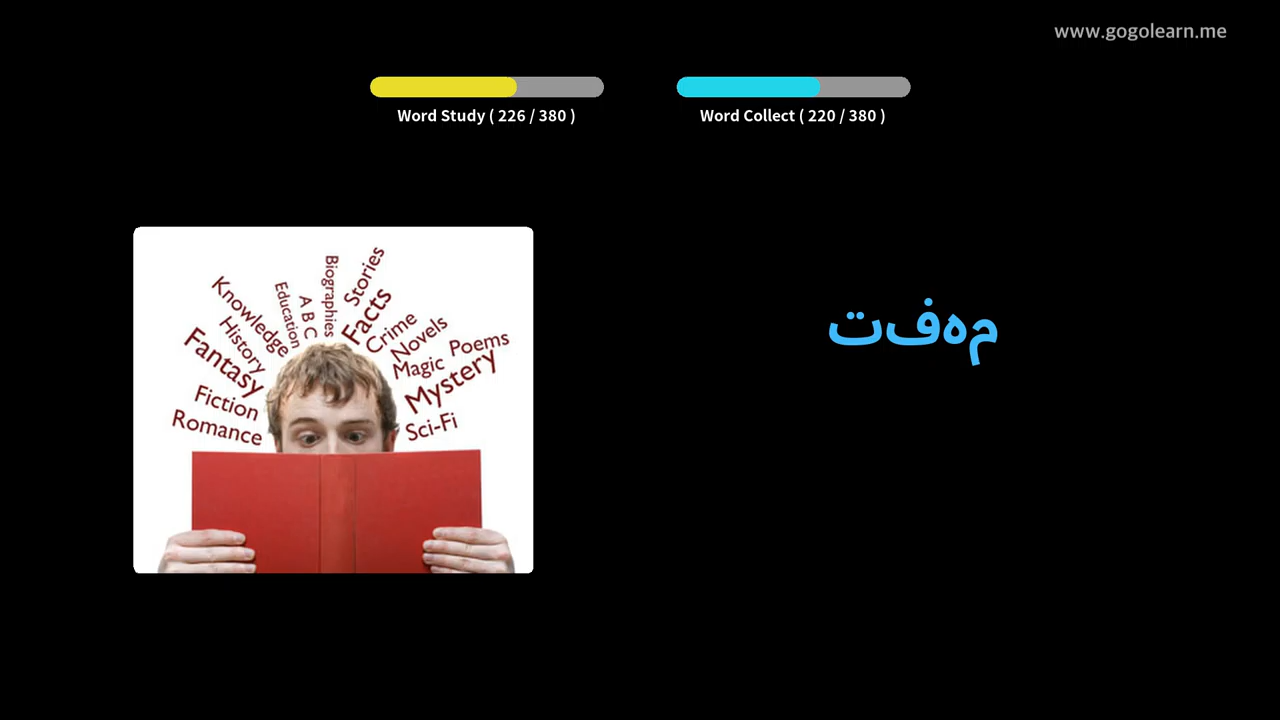 www.gogolearn.me
Word Study ( 226 / 380 )
Word Collect ( 220 / 380 )
Biographies
Stories
Education
A B C
Facts
Knowledge
Crime
History
Novels
Poems
Fantasy
Magic
Mystery
Fiction
Romance
Sci-Fi
مهفت